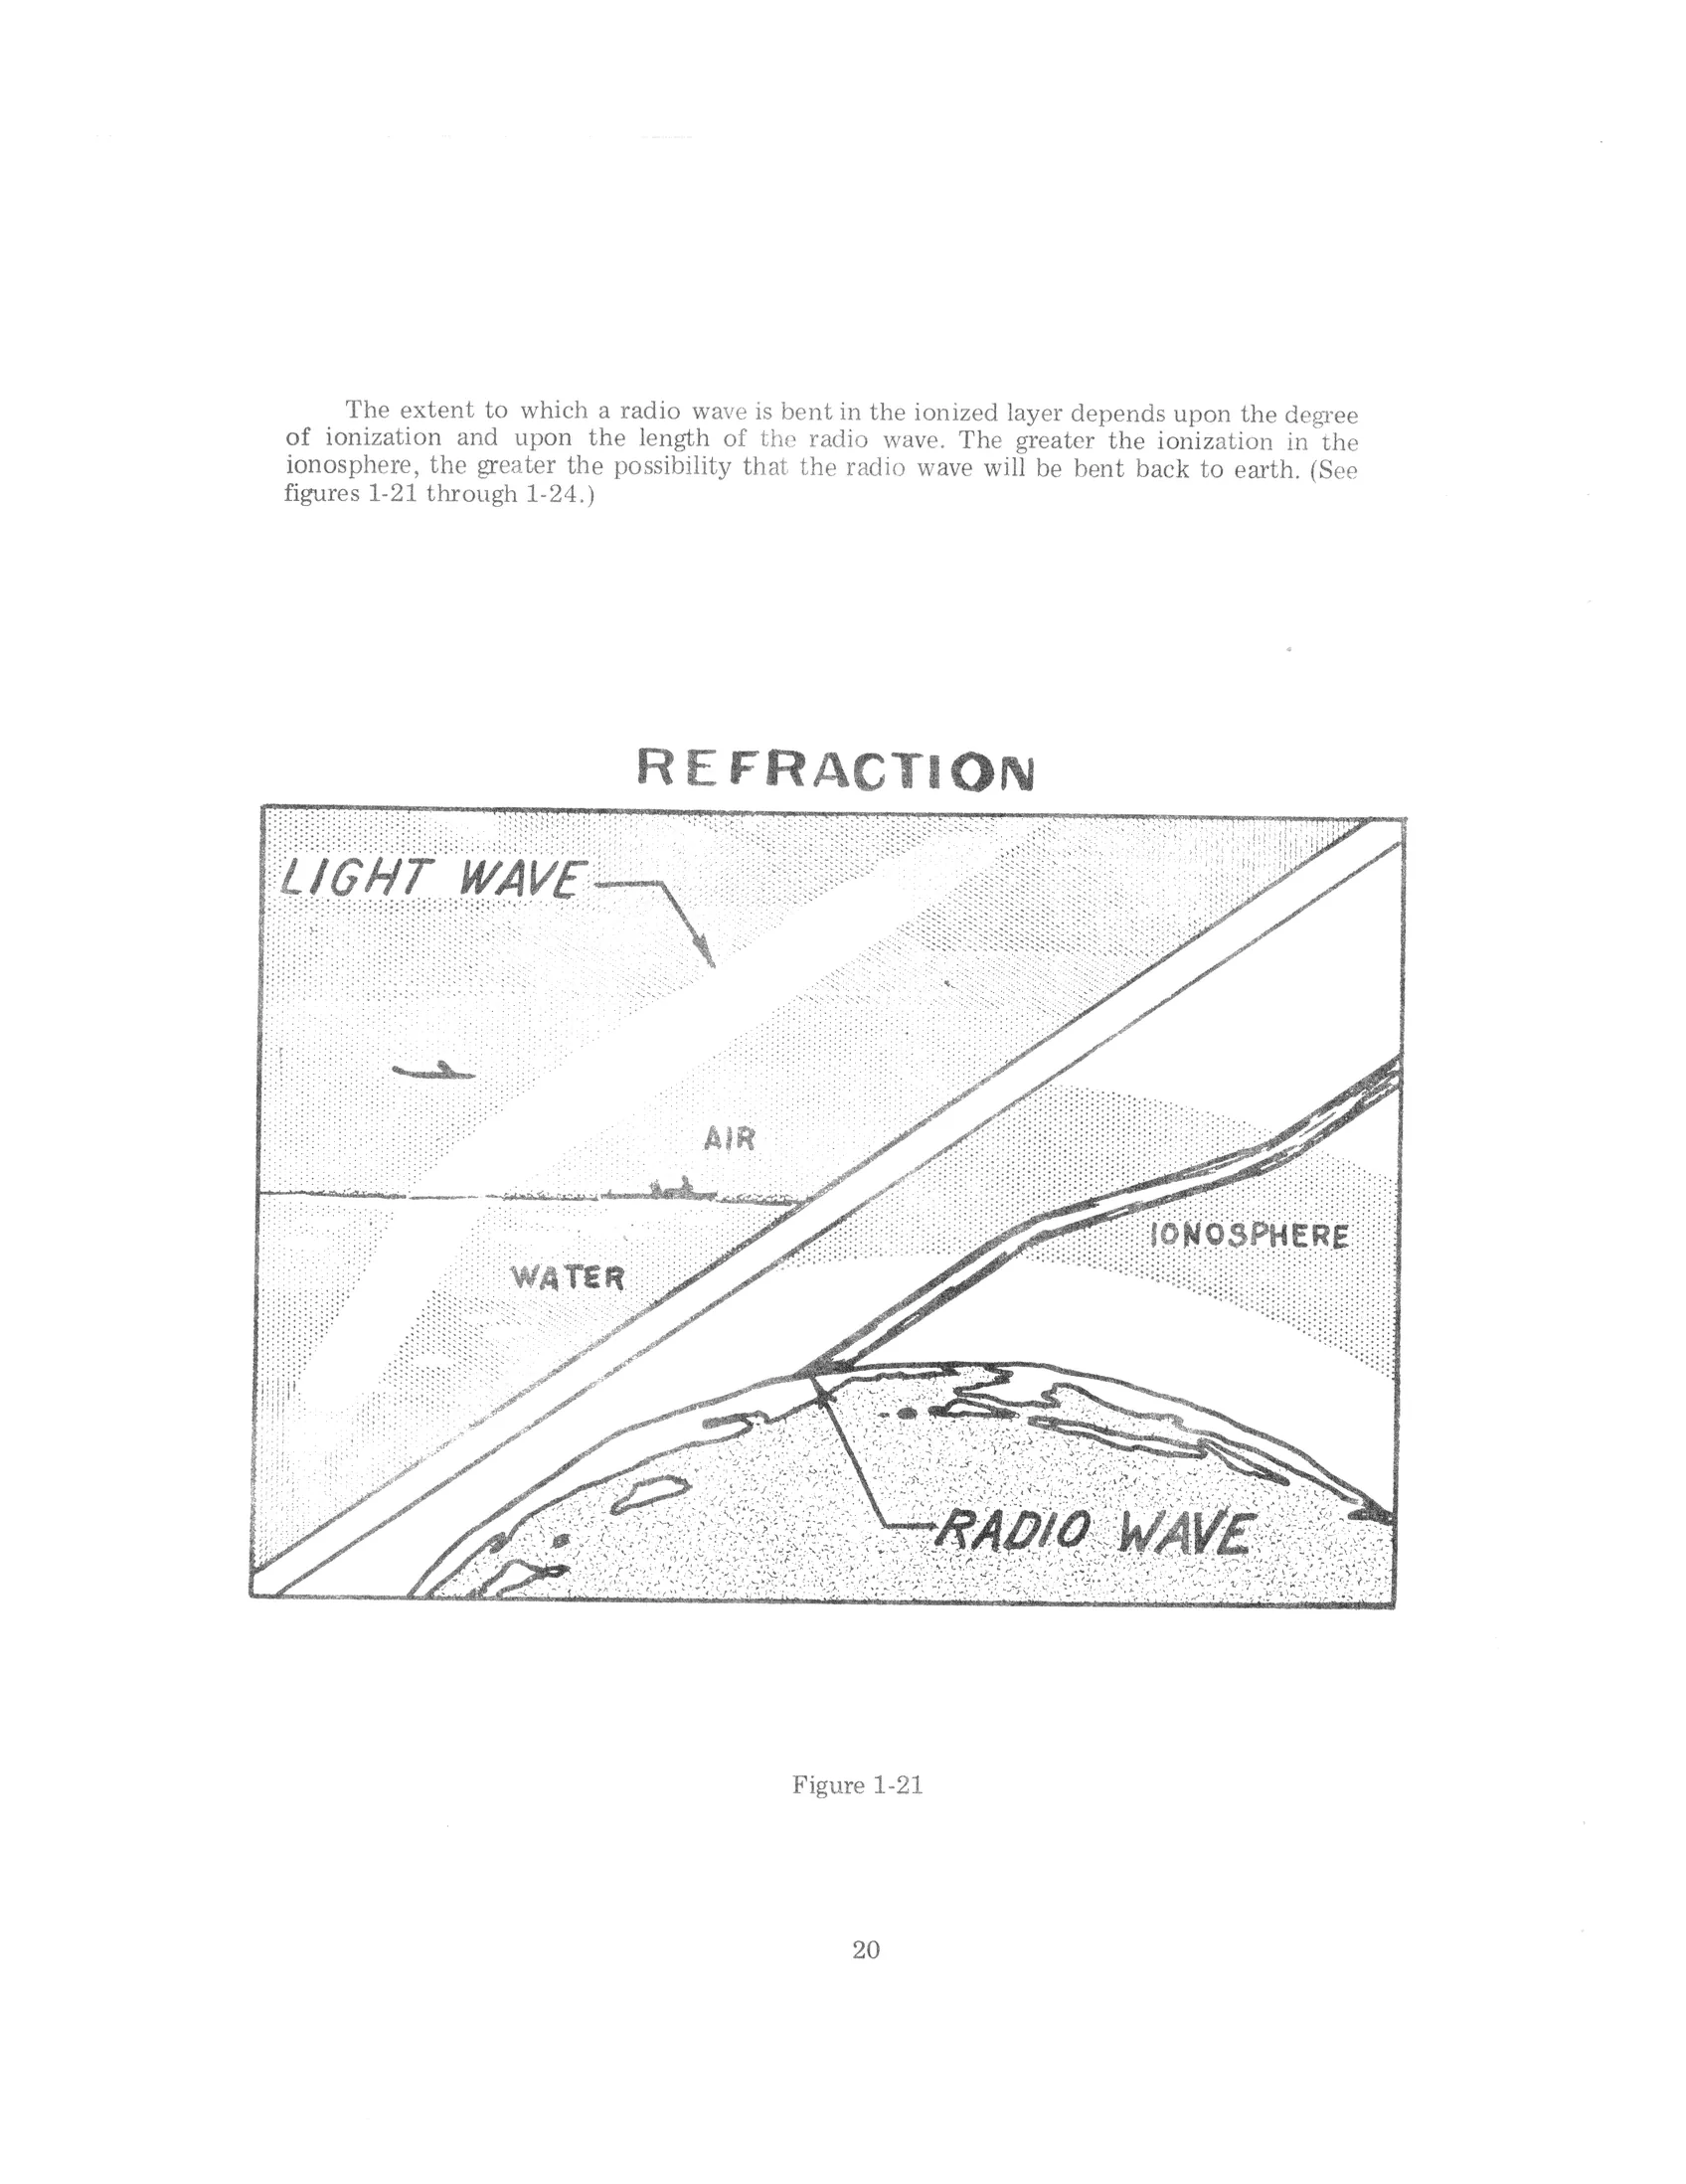 The extent to which a radio wave is bent in the ionized layer depends upon the degree
of ionization and upon the length of the radio wave. The greater the ionization in the
ionosphere, the greater the possibility that the radio wave will be bent back to earth. (See
figures 1-21 through 1-24.)
REFRACTION
LIGHT WAVE
AIR
WATER
IONOSPHERE
RADIO WAVE
Figure 1-21
20